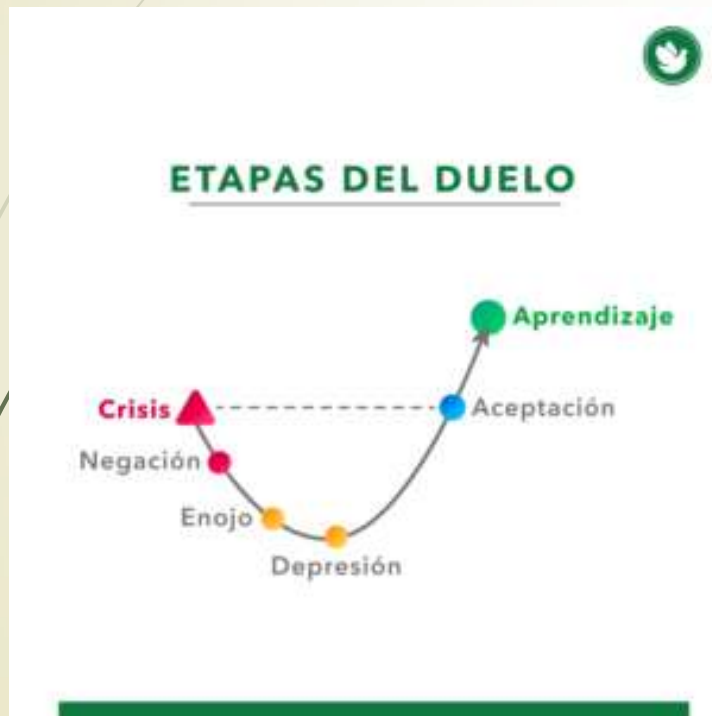 ETAPAS DEL DUELO
Aprendizaje
Crisis
Aceptación
Negación
Enojo
Depresión